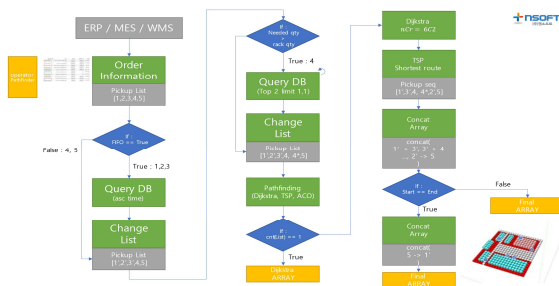 ERP / MES / WMS
operator
Pathfinder
Order
Information
Pickup List
[1,2,3,4,5]
If :
FIFO == True
False : 4, 5
True : 1,2,3
Query DB
(asc time)
Change
List
Pickup List
[1',2',3',4,5]
If :
Needed qty
>
rack qty
True : 4
Query DB
(Top 2 limit 1,1)
Change
List
Pickup List
[1',2',3',4, 4*,5]
Pathfinding
(Dijkstra, TSP, ACO)
If :
cnt(List) == 1
True
Dijkstra
ARRAY
Dijkstra
nCr = 6C2
TSP
Shorted route
Pickup seq
[1',3',4, 4*,2',5]
Concat
Array
concat(
1' + 3', 3' + 4
.., 2' -> 5
)
If :
Start == End
False
True
Final
ARRAY
Concat
Array
concat(
5 -> 1'
)
Final
ARRAY